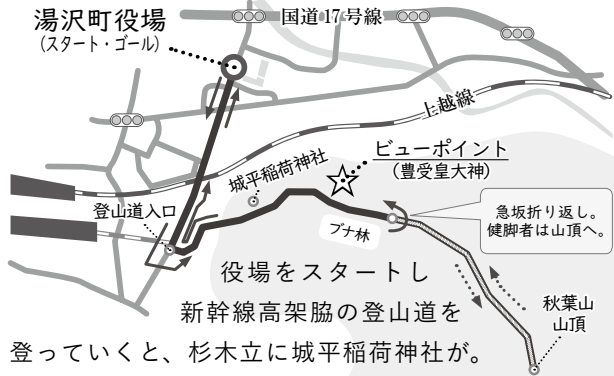 国道17号線
湯沢町役場
(スタート・ゴール)
上越線
ビューポイント
(豊受皇大神)
城平稲荷神社
登山道入口
ブナ林
急坂折り返し。
健脚者は山頂へ。
秋葉山
山頂
役場をスタートし
新幹線高架脇の登山道を
登っていくと、杉木立に城平稲荷神社が。